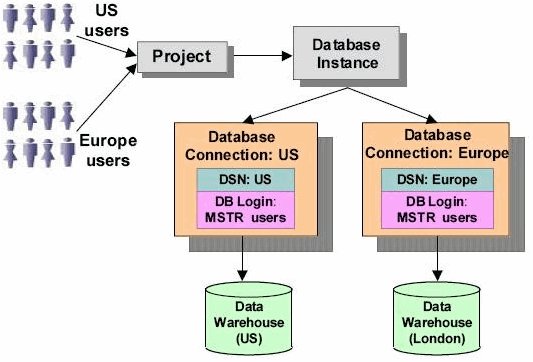 US
users
Project
Database
Instance
Europe
users
Database
Connection: US
DSN: US
DB Login:
MSTR users
Database
Connection: Europe
DSN: Europe
DB Login:
MSTR users
Data
Warehouse
(US)
Data
Warehouse
(London)